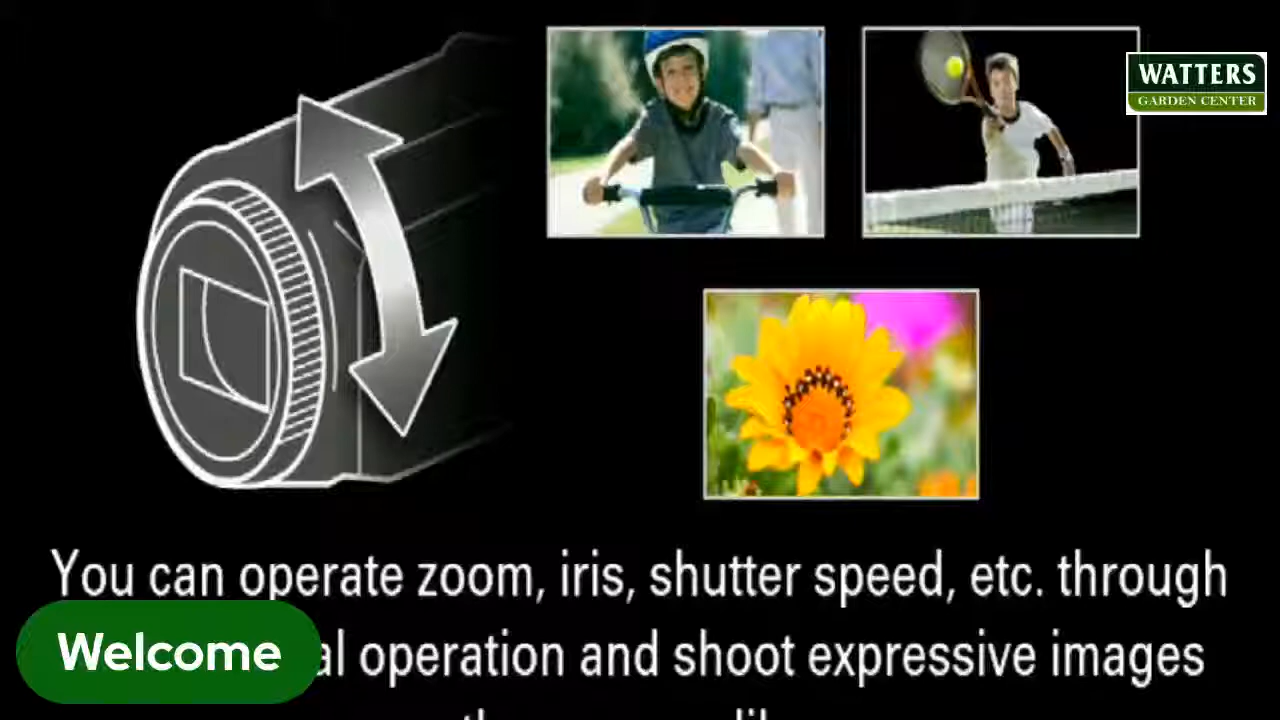 WATTERS
GARDEN CENTER
You can operate zoom, iris, shutter speed, etc. through
Welcome
al operation and shoot expressive images